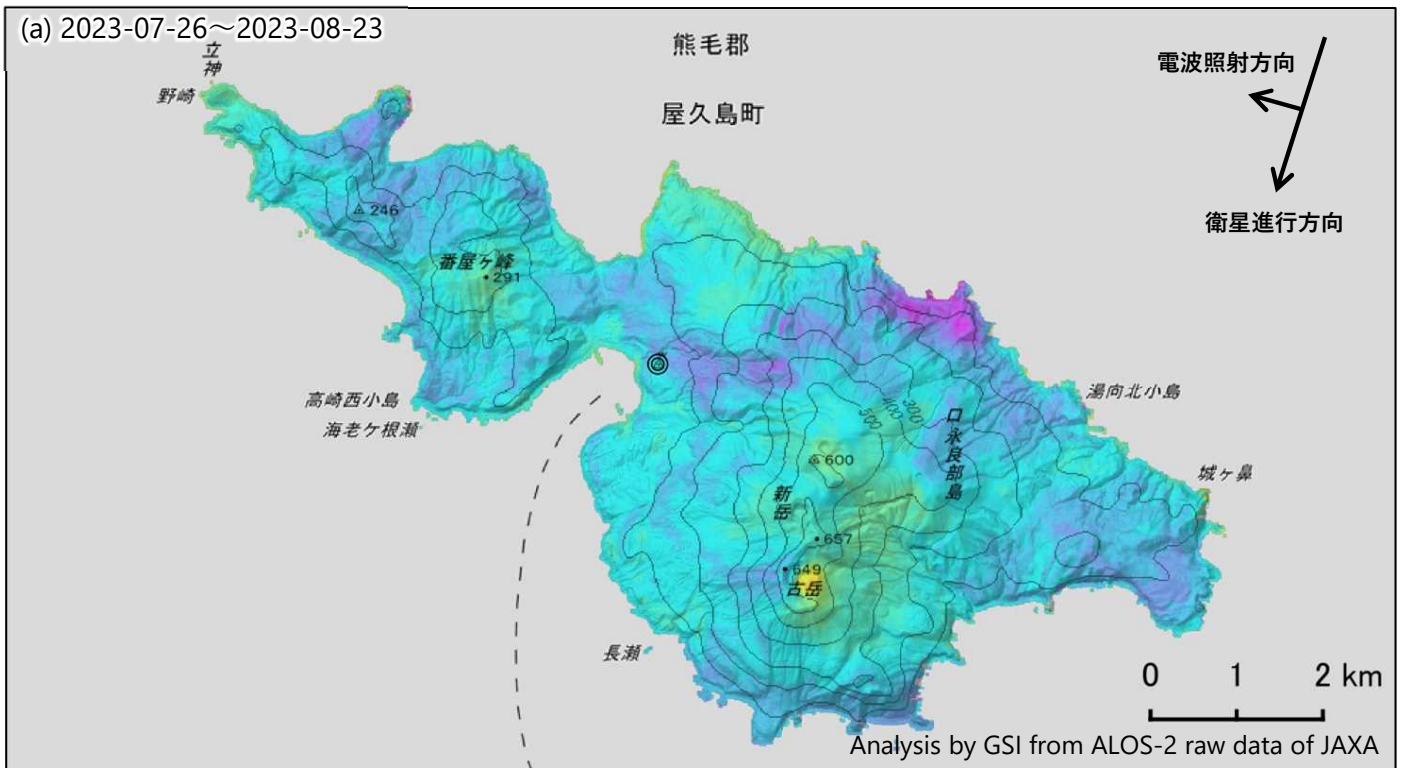 (a) 2023-07-26～2023-08-23
熊毛郡
屋久島町
電波照射方向
衛星進行方向
立神
野崎
246
番屋ヶ峰
291
高崎西小島
海老ケ根瀬
湯向北小島
城ヶ鼻
300
400
500
口永良部島
600
新岳
657
649
古岳
長瀬
0 1 2 km
Analysis by GSI from ALOS-2 raw data of JAXA